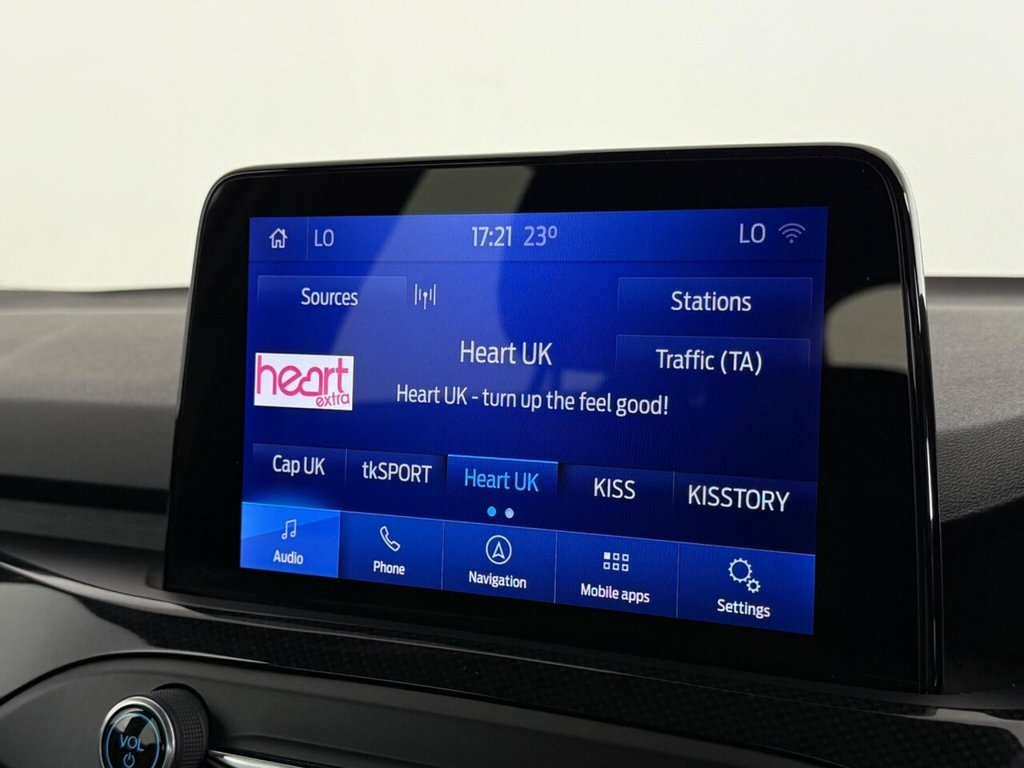 LO 17:21 23° LO
Sources Stations
Heart UK
Traffic (TA)
heart
extra
Heart UK - turn up the feel good!
Cap UK tkSPORT Heart UK KISS KISSTORY
Audio Phone Navigation Mobile apps Settings
VOL